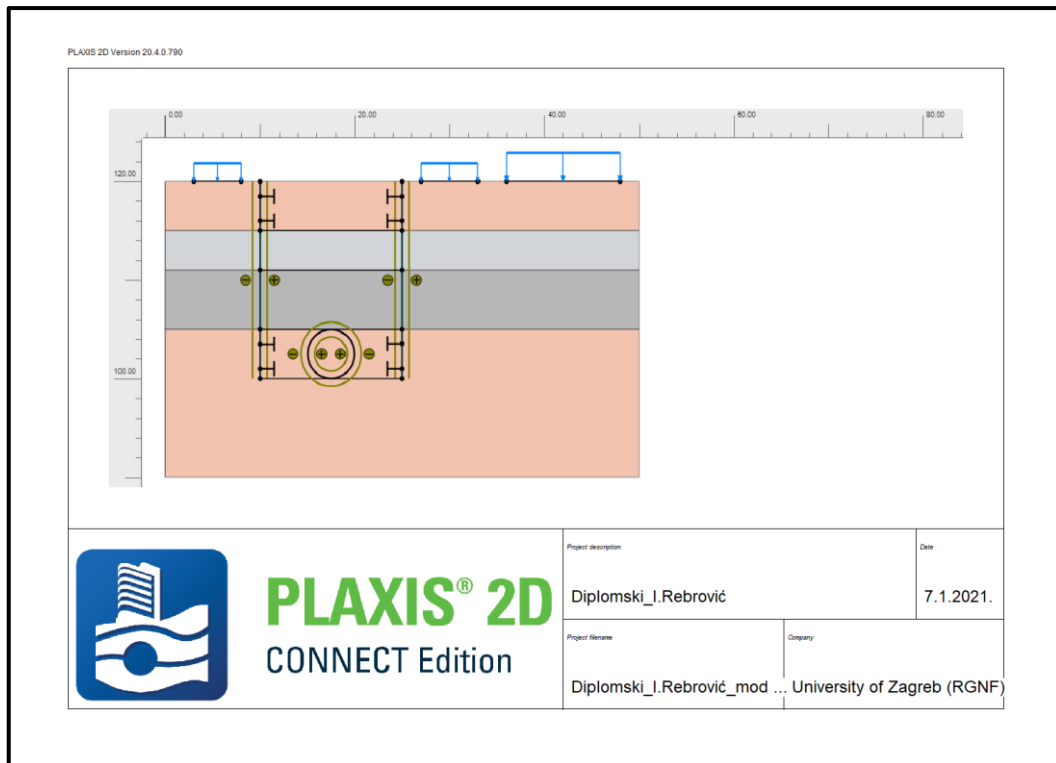 PLAXIS 2D Version 20.4.0.790
0.00 20.00 40.00 60.00 80.00
120.00
100.00
PLAXIS® 2D
CONNECT Edition
Project description
Diplomski_I.Rebrović
Date
7.1.2021.
Project filename
Diplomski_I.Rebrović_mod ...
Company
University of Zagreb (RGNF)